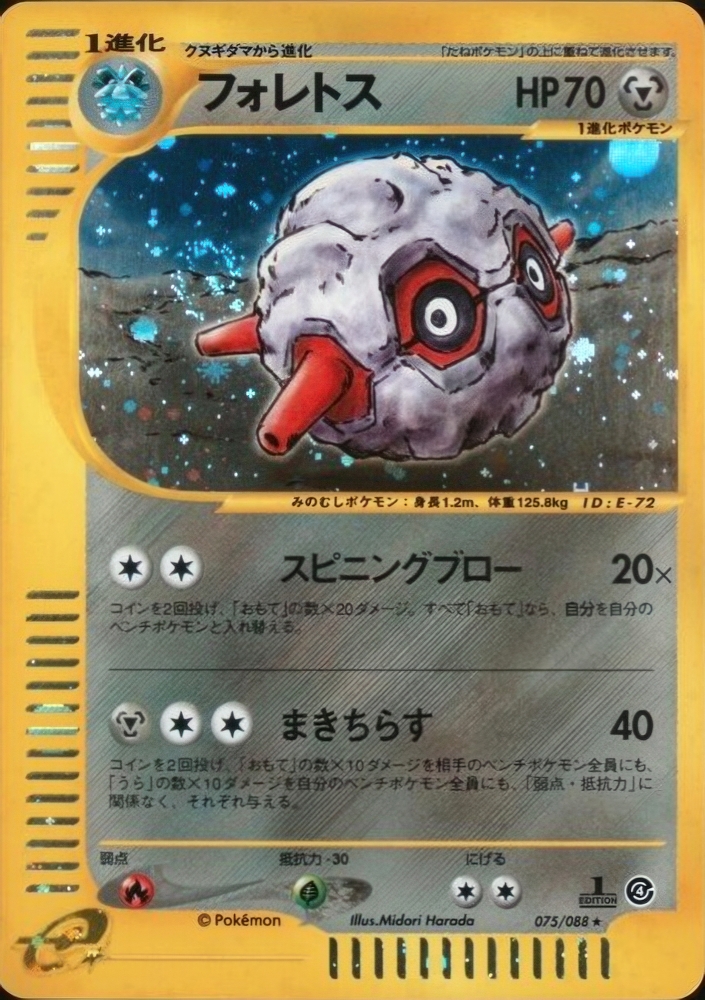 1進化
クヌギダマから進化
「たねポケモン」の上に重ねて進化させます。
フォレトス HP70
1進化ポケモン
みのむしポケモン：身長1.2m、体重125.8kg ID:E-72
スピニングブロー 20×
コインを2回投げ、「おもて」の数×20ダメージ。すべて「おもて」なら、自分を自分の
ベンチポケモンと入れ替える。
まきちらす 40
コインを2回投げ、「おもて」の数×10ダメージを相手のベンチポケモン全員にも、
「うら」の数×10ダメージを自分のベンチポケモン全員にも、「弱点・抵抗力」に
関係なく、それぞれ与える。
弱点 抵抗力 -30 にげる
1 EDITION 4
© Pokémon Illus.Midori Harada 075/088 ★
e